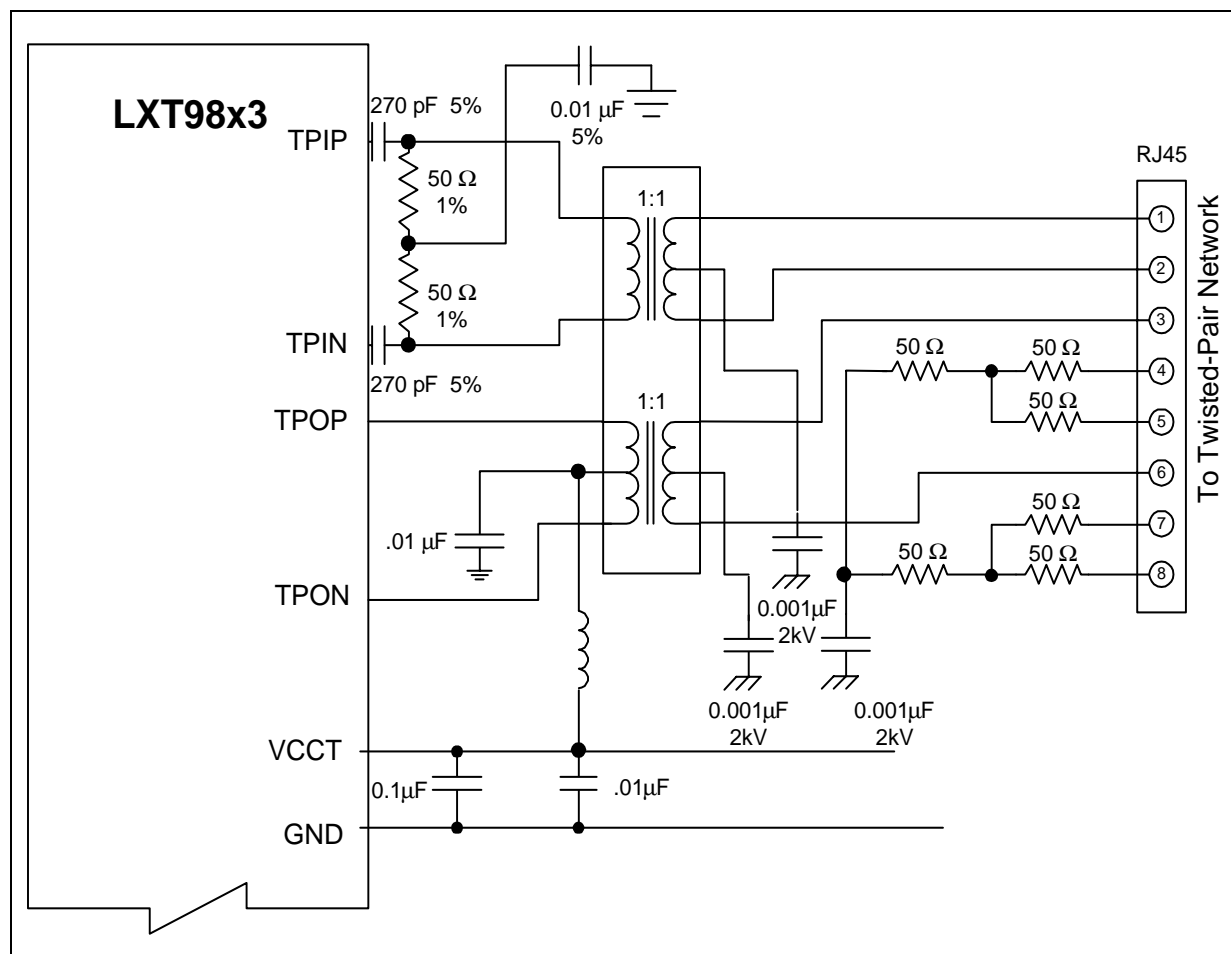 LXT98x3
270 pF 5%
0.01 μF
5%
TPIP
50 Ω
1%
50 Ω
1%
TPIN
270 pF 5%
1:1
RJ45
1
2
3
50 Ω
50 Ω
4
50 Ω
5
6
50 Ω
7
50 Ω
50 Ω
8
To Twisted-Pair Network
TPOP
1:1
.01 μF
TPON
0.001μF
2kV
0.001μF
2kV
0.001μF
2kV
VCCT
0.1μF
.01μF
GND